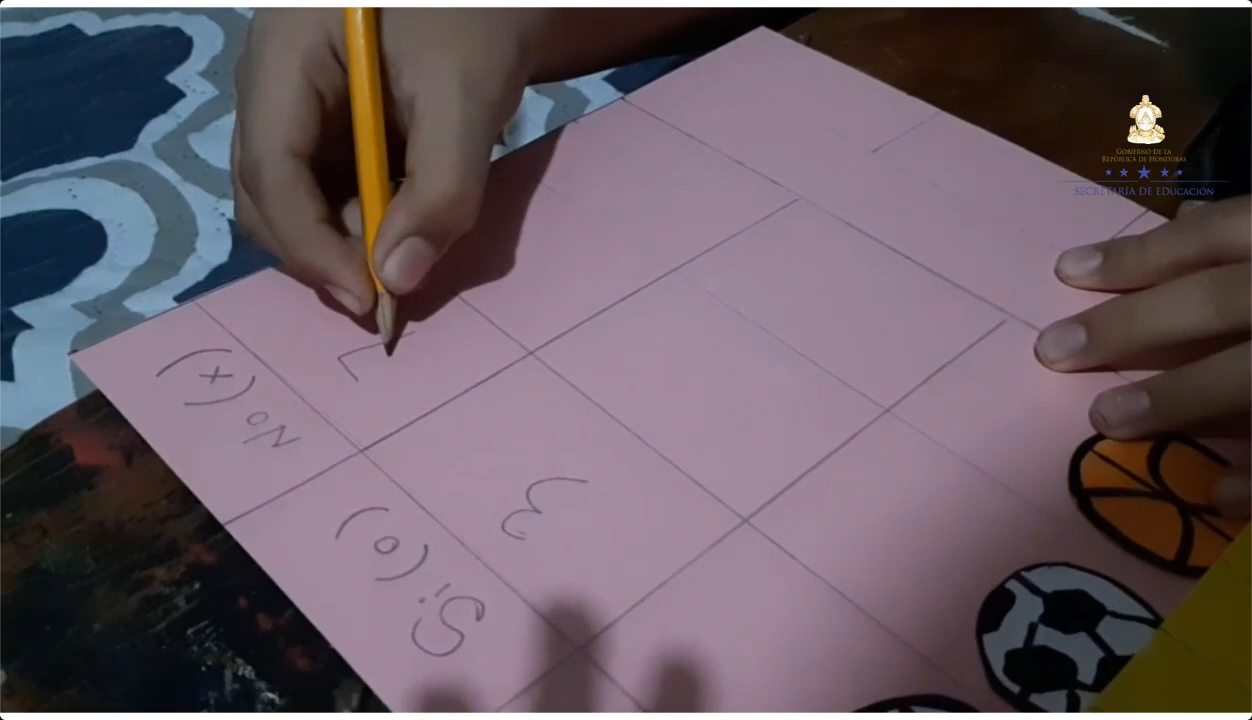 GOBIERNO DE LA
REPÚBLICA DE HONDURAS
SECRETARÍA DE EDUCACIÓN
Si (o) No (x)
3 7